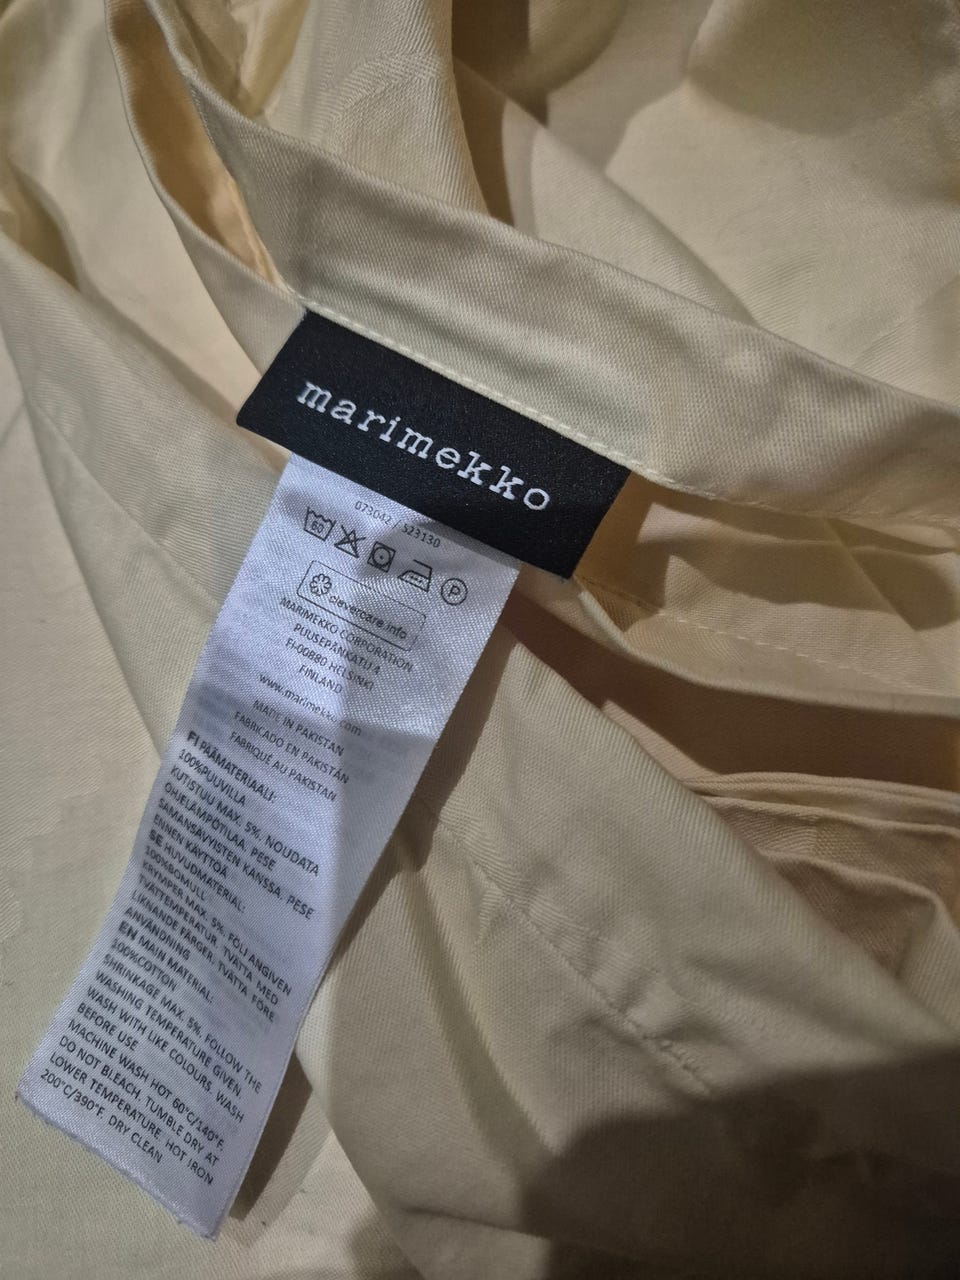 marimekko
073042 / 523130
60
P
clevercare.info
MARIMEKKO CORPORATION
PUUSEPÄNKATU 4
FI-00880 HELSINKI
FINLAND
www.marimekko.com
MADE IN PAKISTAN
FABRICADO EN PAKISTÁN
FABRIQUÉ AU PAKISTAN
FI PÄÄMATERIAALI:
100%PUUVILLA
KUTISTUU MAX. 5%. NOUDATA
OHJELÄMPÖTILAA. PESE
SAMANSÄVYISTEN KANSSA. PESE
ENNEN KÄYTTÖÄ
SE HUVUDMATERIAL:
100%BOMULL
KRYMPER MAX. 5%. FÖLJ ANGIVEN
TVÄTTEMPERATUR. TVÄTTA MED
LIKNANDE FÄRGER. TVÄTTA FÖRE
ANVÄNDNING
EN MAIN MATERIAL:
100%COTTON
SHRINKAGE MAX. 5%. FOLLOW THE
WASHING TEMPERATURE GIVEN.
WASH WITH LIKE COLOURS. WASH
BEFORE USE
MACHINE WASH HOT 60°C/140°F.
DO NOT BLEACH. TUMBLE DRY AT
LOWER TEMPERATURE. HOT IRON
200°C/390°F. DRY CLEAN